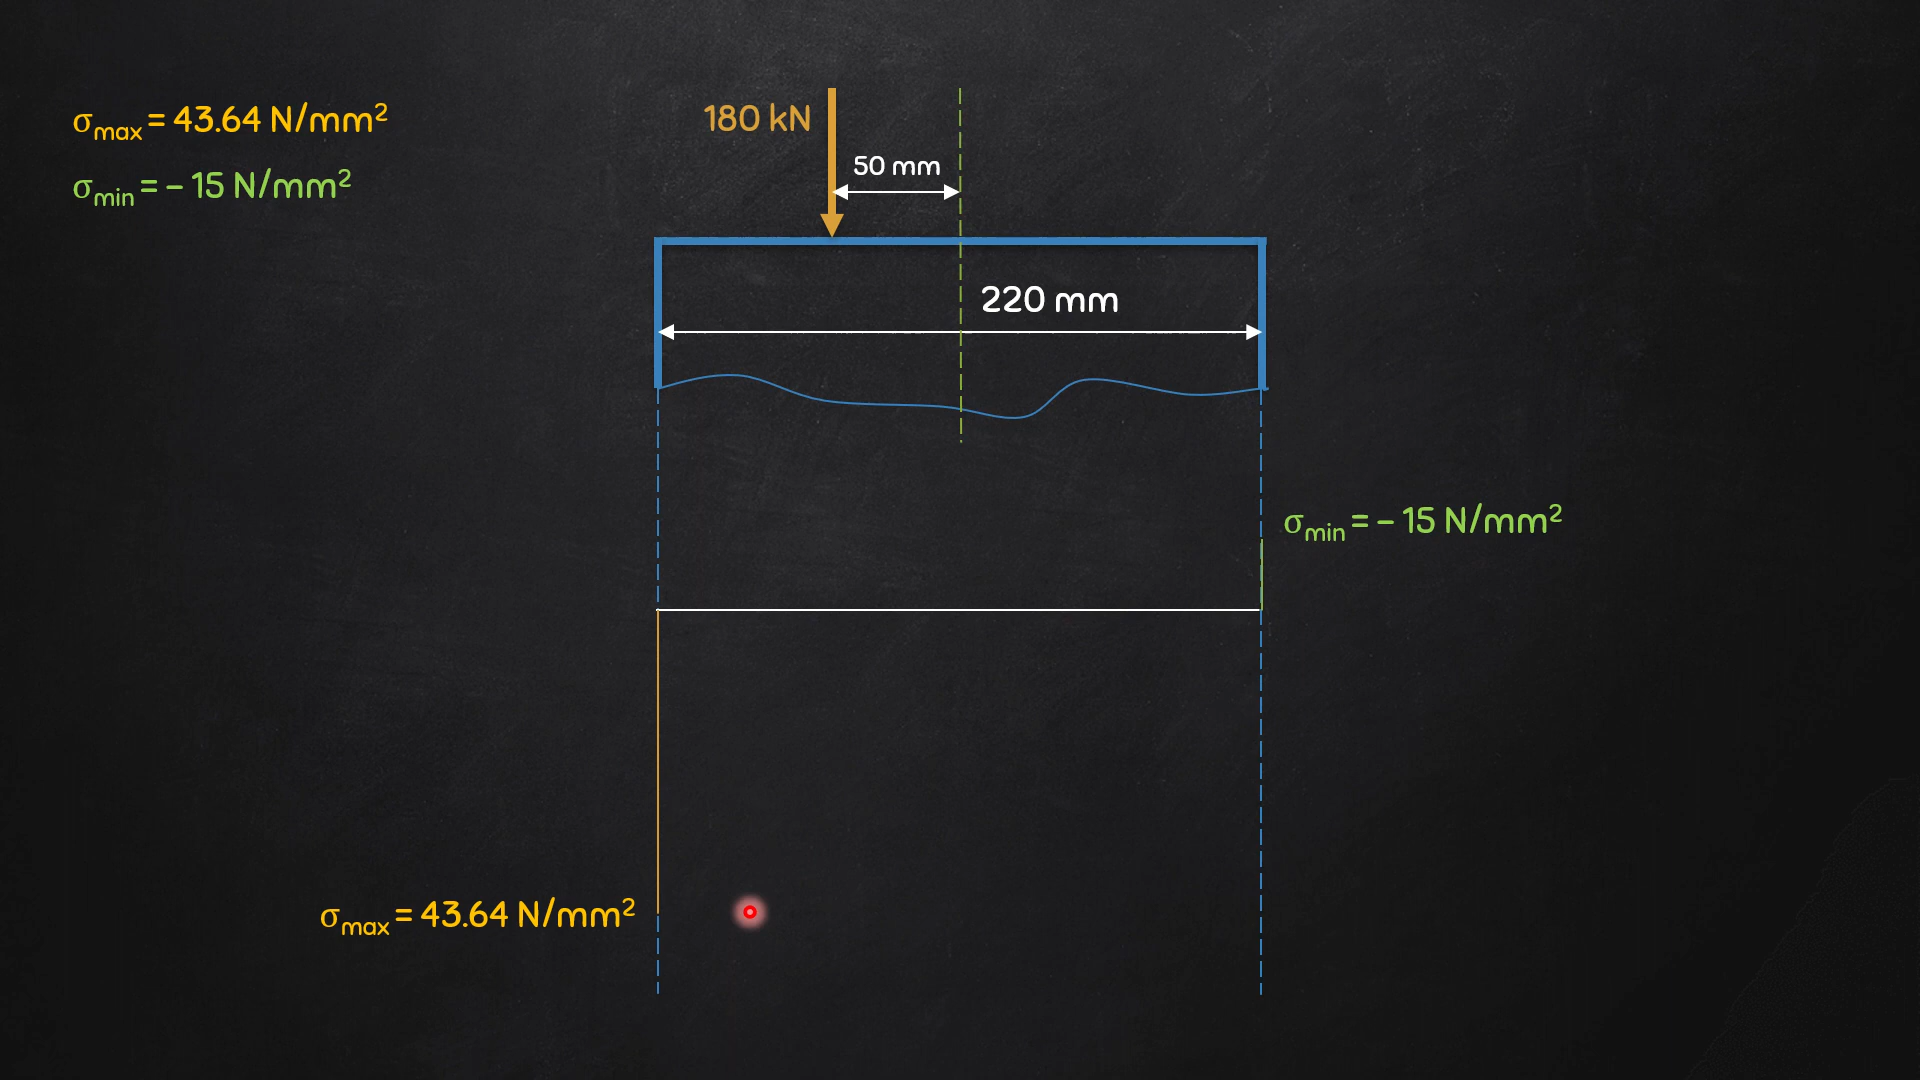 σmax = 43.64 N/mm²
σmin = – 15 N/mm²
180 kN
50 mm
220 mm
σmin = – 15 N/mm²
σmax = 43.64 N/mm²